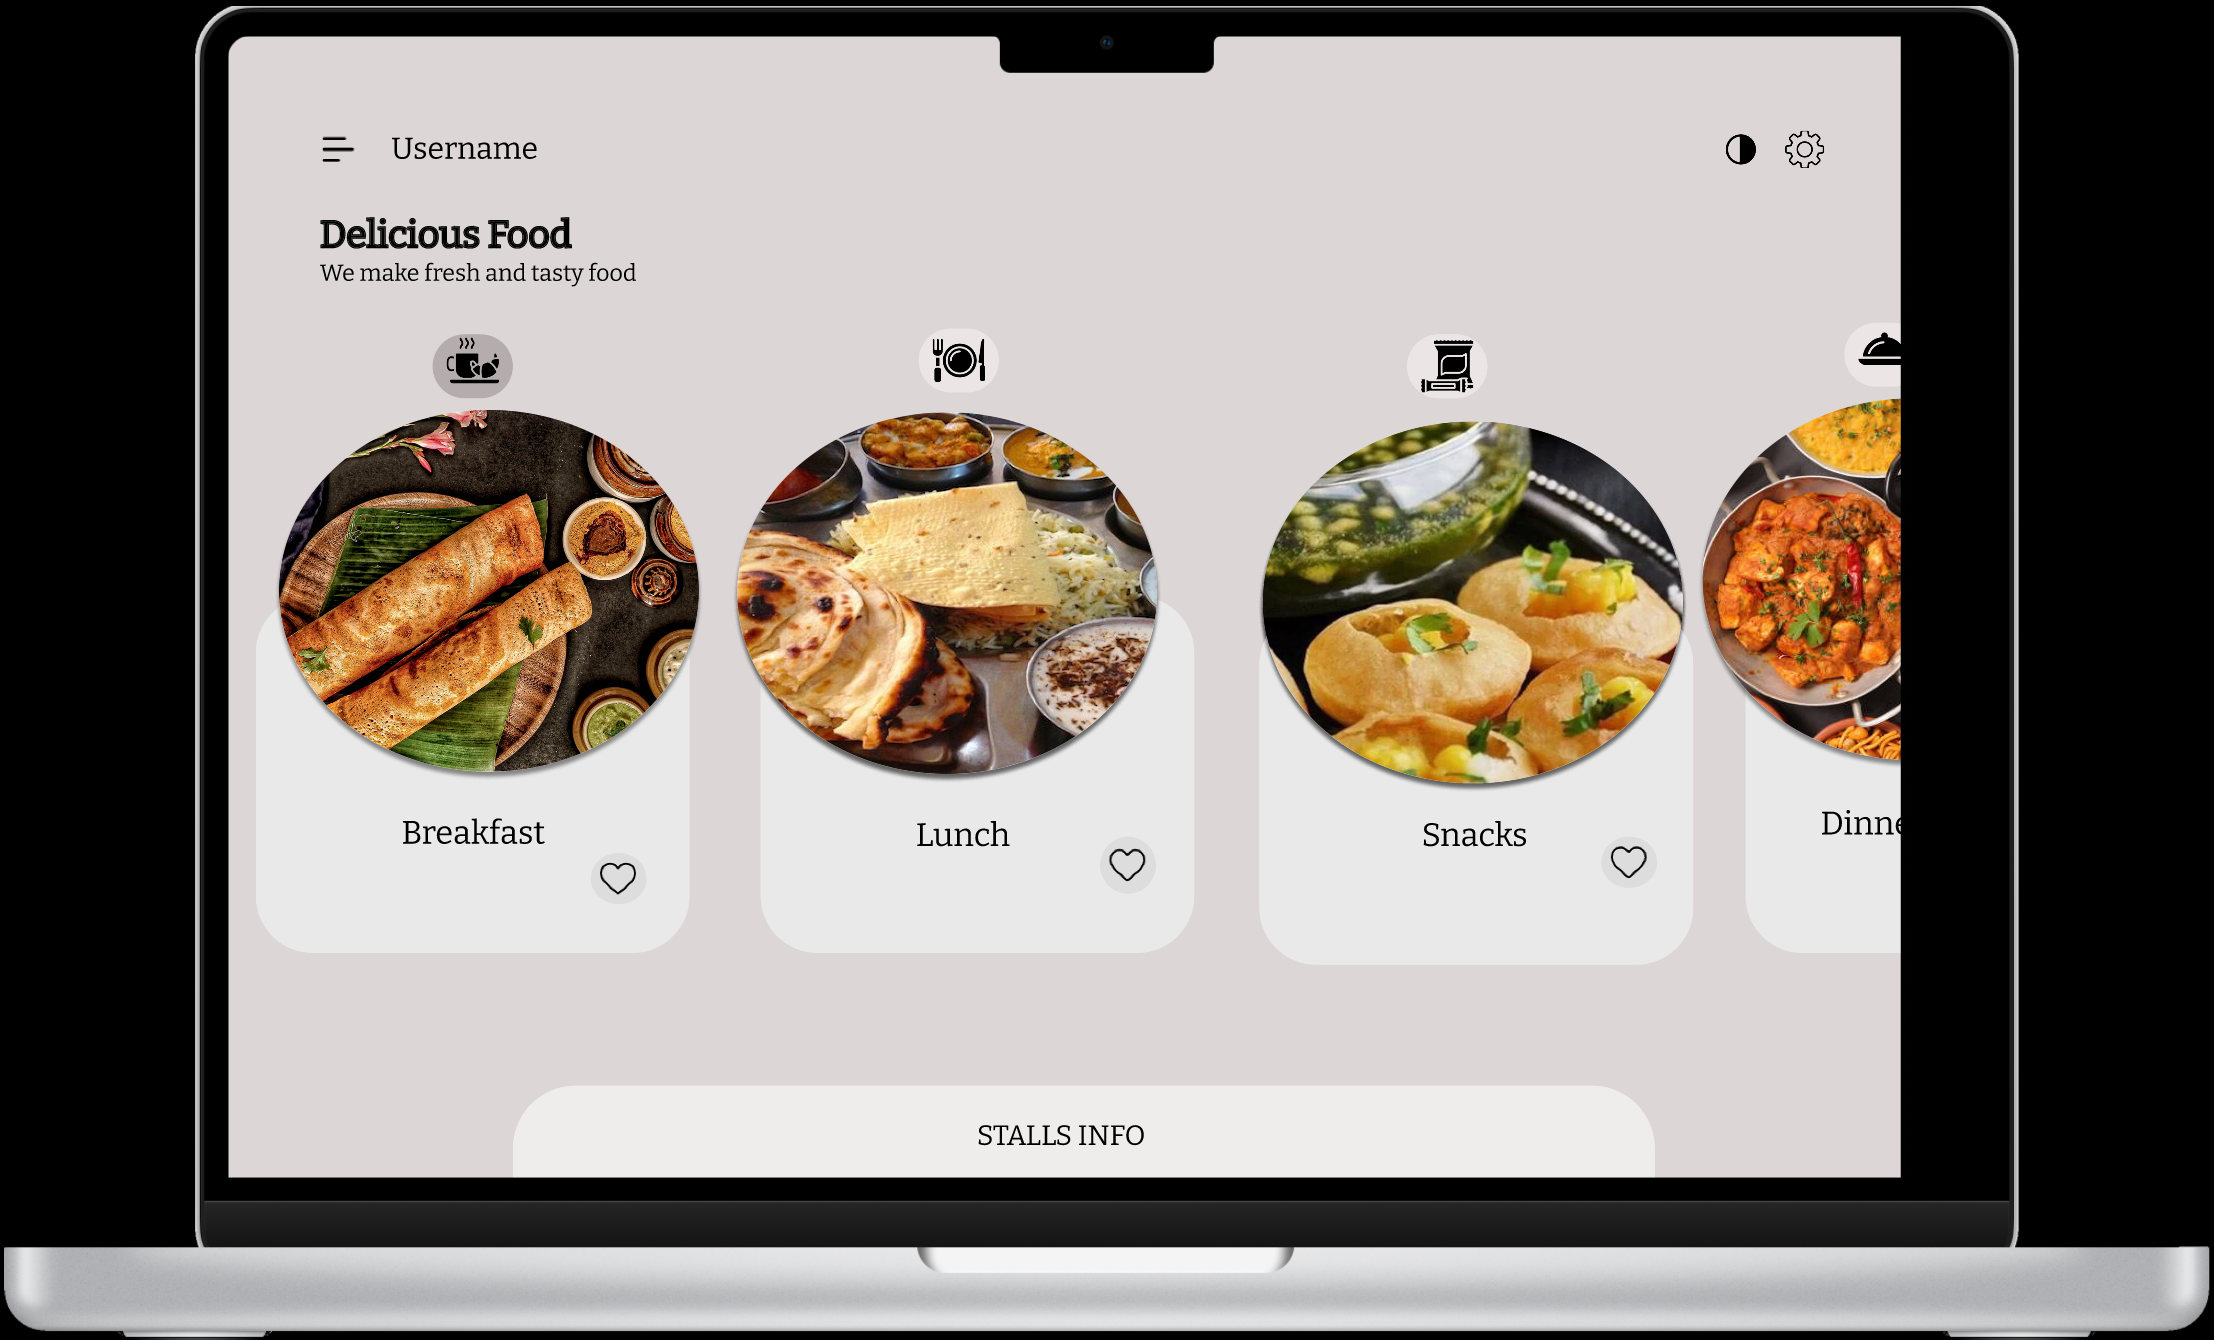 Username
Delicious Food
We make fresh and tasty food
Breakfast
Lunch
Snacks
Dinne
STALLS INFO